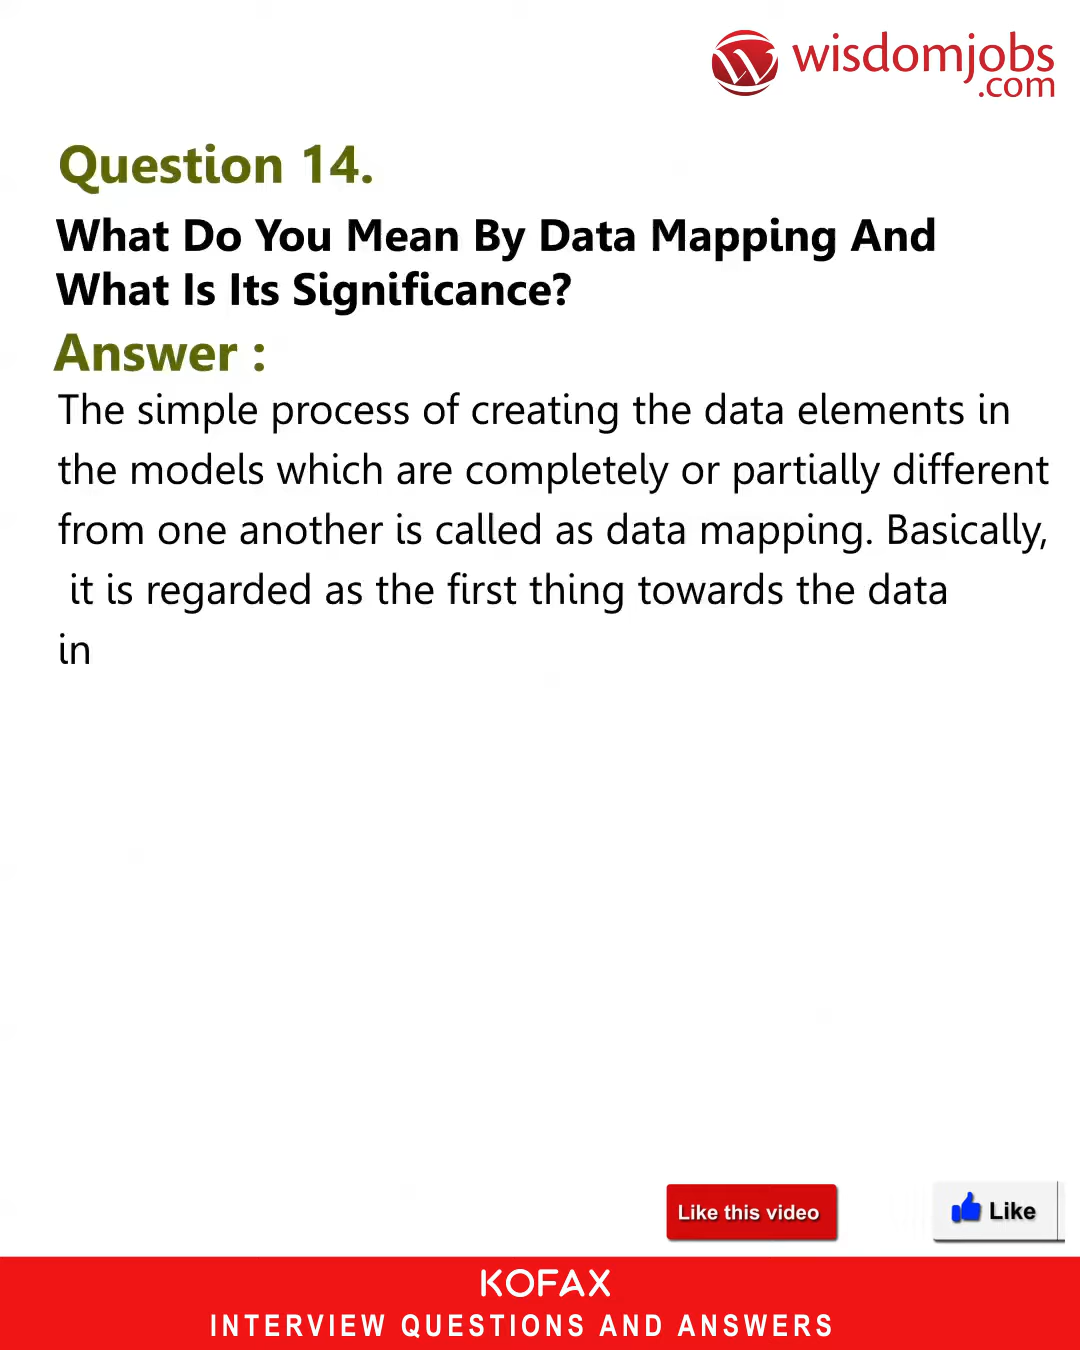 wisdomjobs
.com
Question 14.
What Do You Mean By Data Mapping And
What Is Its Significance?
Answer :
The simple process of creating the data elements in
the models which are completely or partially different
from one another is called as data mapping. Basically,
it is regarded as the first thing towards the data
in
Like this video
Like
KOFAX
INTERVIEW QUESTIONS AND ANSWERS